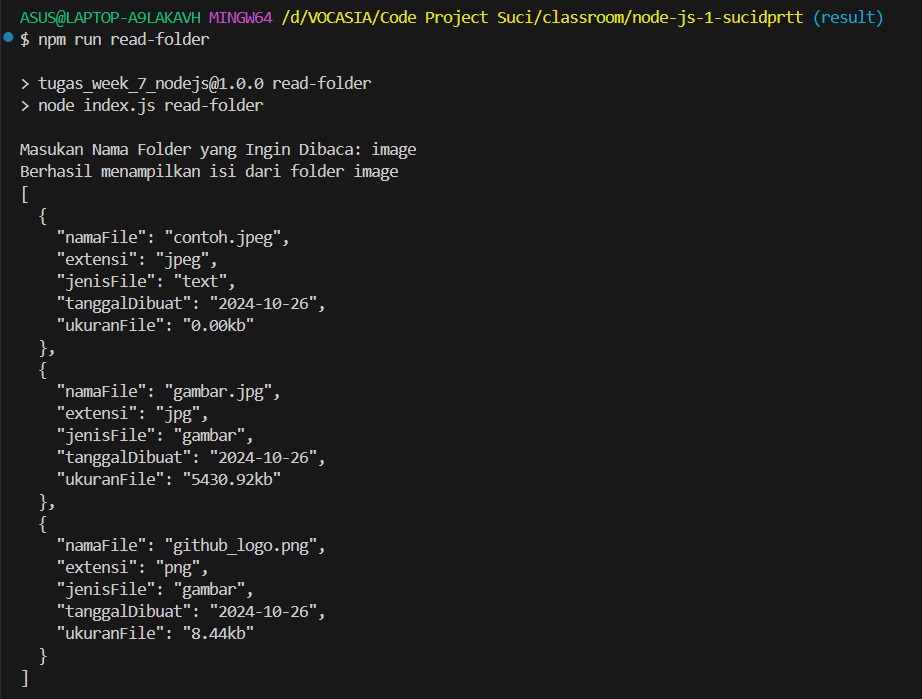 ASUS@LAPTOP-A9LAKAVH MINGW64 /d/VOCASIA/Code Project Suci/classroom/node-js-1-sucidprtt (result)
$ npm run read-folder

> tugas_week_7_nodejs@1.0.0 read-folder
> node index.js read-folder

Masukan Nama Folder yang Ingin Dibaca: image
Berhasil menampilkan isi dari folder image
[
  {
    "namaFile": "contoh.jpeg",
    "extensi": "jpeg",
    "jenisFile": "text",
    "tanggalDibuat": "2024-10-26",
    "ukuranFile": "0.00kb"
  },
  {
    "namaFile": "gambar.jpg",
    "extensi": "jpg",
    "jenisFile": "gambar",
    "tanggalDibuat": "2024-10-26",
    "ukuranFile": "5430.92kb"
  },
  {
    "namaFile": "github_logo.png",
    "extensi": "png",
    "jenisFile": "gambar",
    "tanggalDibuat": "2024-10-26",
    "ukuranFile": "8.44kb"
  }
]